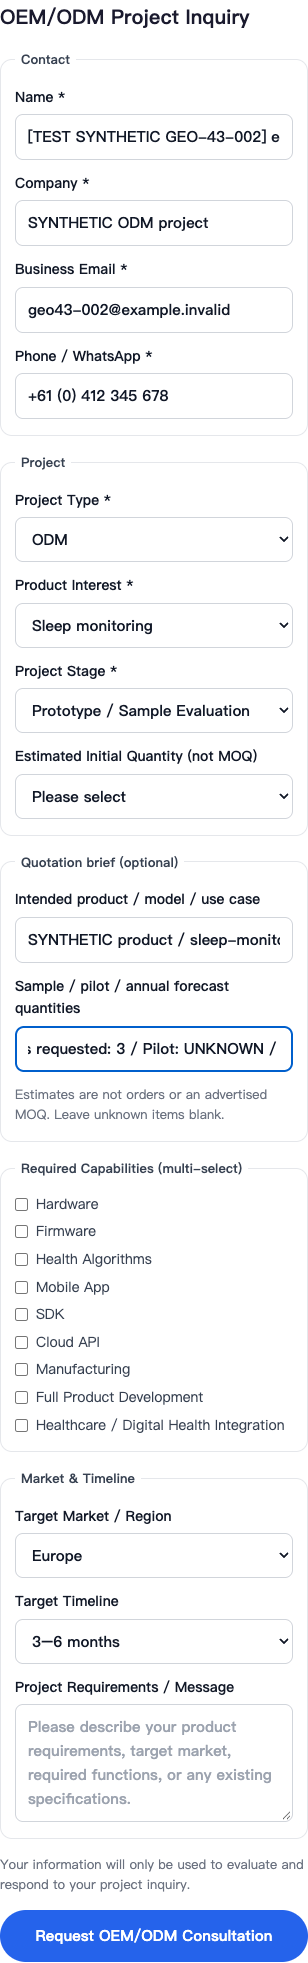 OEM/ODM Project Inquiry
Contact
Name *
[TEST SYNTHETIC GEO-43-002] e
Company *
SYNTHETIC ODM project
Business Email *
geo43-002@example.invalid
Phone / WhatsApp *
+61 (0) 412 345 678
Project
Project Type *
ODM
Product Interest *
Sleep monitoring
Project Stage *
Prototype / Sample Evaluation
Estimated Initial Quantity (not MOQ)
Please select
Quotation brief (optional)
Intended product / model / use case
SYNTHETIC product / sleep-monito
Sample / pilot / annual forecast
quantities
s requested: 3 / Pilot: UNKNOWN /
Estimates are not orders or an advertised
MOQ. Leave unknown items blank.
Required Capabilities (multi-select)
Hardware
Firmware
Health Algorithms
Mobile App
SDK
Cloud API
Manufacturing
Full Product Development
Healthcare / Digital Health Integration
Market & Timeline
Target Market / Region
Europe
Target Timeline
3–6 months
Project Requirements / Message
Please describe your product
requirements, target market,
required functions, or any existing
specifications.
Your information will only be used to evaluate and
respond to your project inquiry.
Request OEM/ODM Consultation